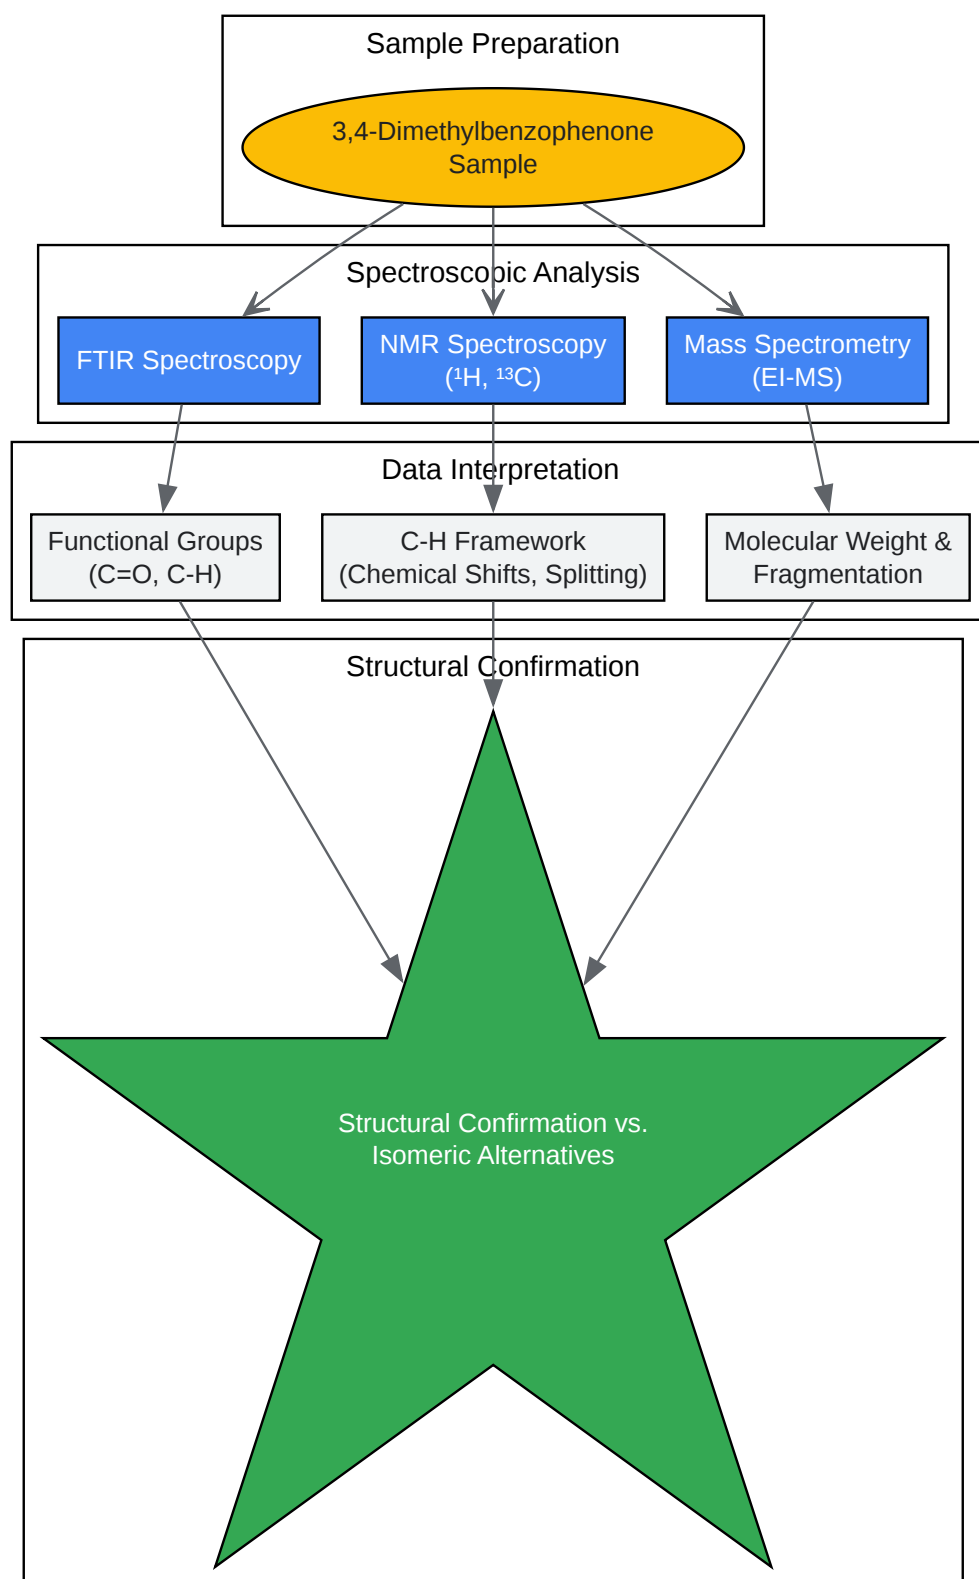 Sample Preparation
3,4-Dimethylbenzophenone
Sample
Spectroscopic Analysis
FTIR Spectroscopy
NMR Spectroscopy
(¹H, ¹³C)
Mass Spectrometry
(EI-MS)
Data Interpretation
Functional Groups
(C=O, C-H)
C-H Framework
(Chemical Shifts, Splitting)
Molecular Weight &
Fragmentation
Structural Confirmation
Structural Confirmation vs.
Isomeric Alternatives